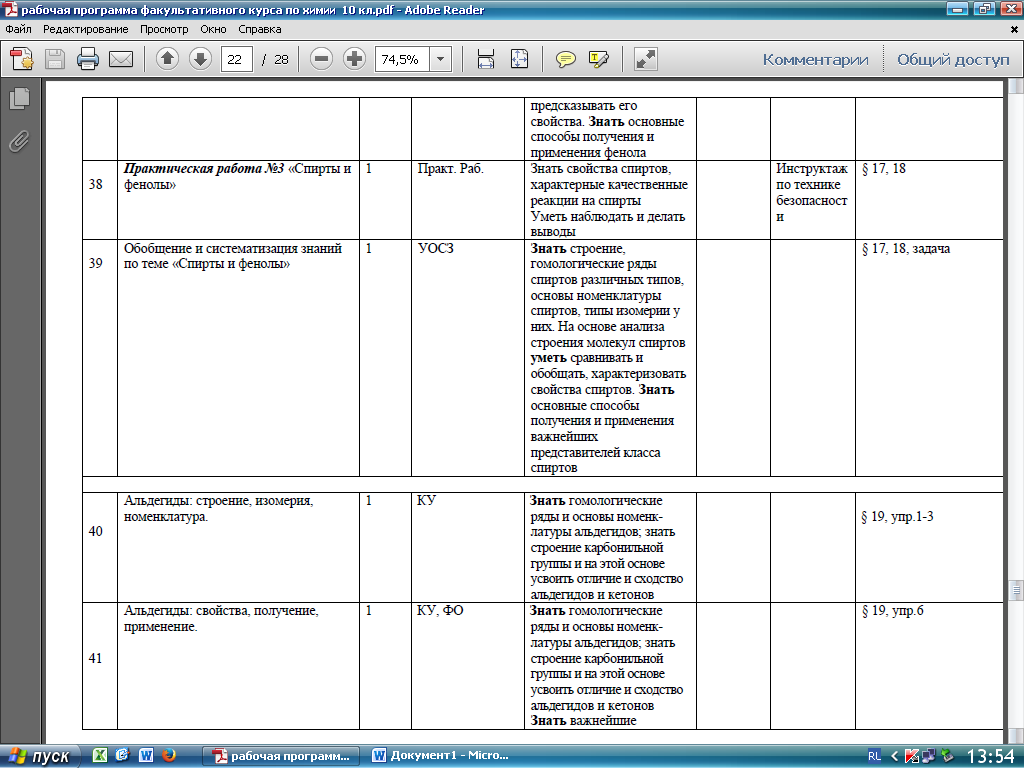 рабочая программа факультативного курса по химии 10 кл.pdf - Adobe Reader
Файл Редактирование Просмотр Окно Справка
22 / 28 74,5% Комментарии Общий доступ
предсказывать его
свойства. Знать основные
способы получения и
применения фенола
38
Практическая работа №3 «Спирты и
фенолы»
1
Практ. Раб.
Знать свойства спиртов,
характерные качественные
реакции на спирты
Уметь наблюдать и делать
выводы
Инструктаж
по технике
безопасност
и
§ 17, 18
39
Обобщение и систематизация знаний
по теме «Спирты и фенолы»
1
УОСЗ
Знать строение,
гомологические ряды
спиртов различных типов,
основы номенклатуры
спиртов, типы изомерии у
них. На основе анализа
строения молекул спиртов
уметь сравнивать и
обобщать, характеризовать
свойства спиртов. Знать
основные способы
получения и применения
важнейших
представителей класса
спиртов
§ 17, 18, задача
40
Альдегиды: строение, изомерия,
номенклатура.
1
КУ
Знать гомологические
ряды и основы номенк-
латуры альдегидов; знать
строение карбонильной
группы и на этой основе
усвоить отличие и сходство
альдегидов и кетонов
§ 19, упр.1-3
41
Альдегиды: свойства, получение,
применение.
1
КУ, ФО
Знать гомологические
ряды и основы номенк-
латуры альдегидов; знать
строение карбонильной
группы и на этой основе
усвоить отличие и сходство
альдегидов и кетонов
Знать важнейшие
§ 19, упр.6
пуск
рабочая программ...
Документ1 - Micro...
RL
13:54